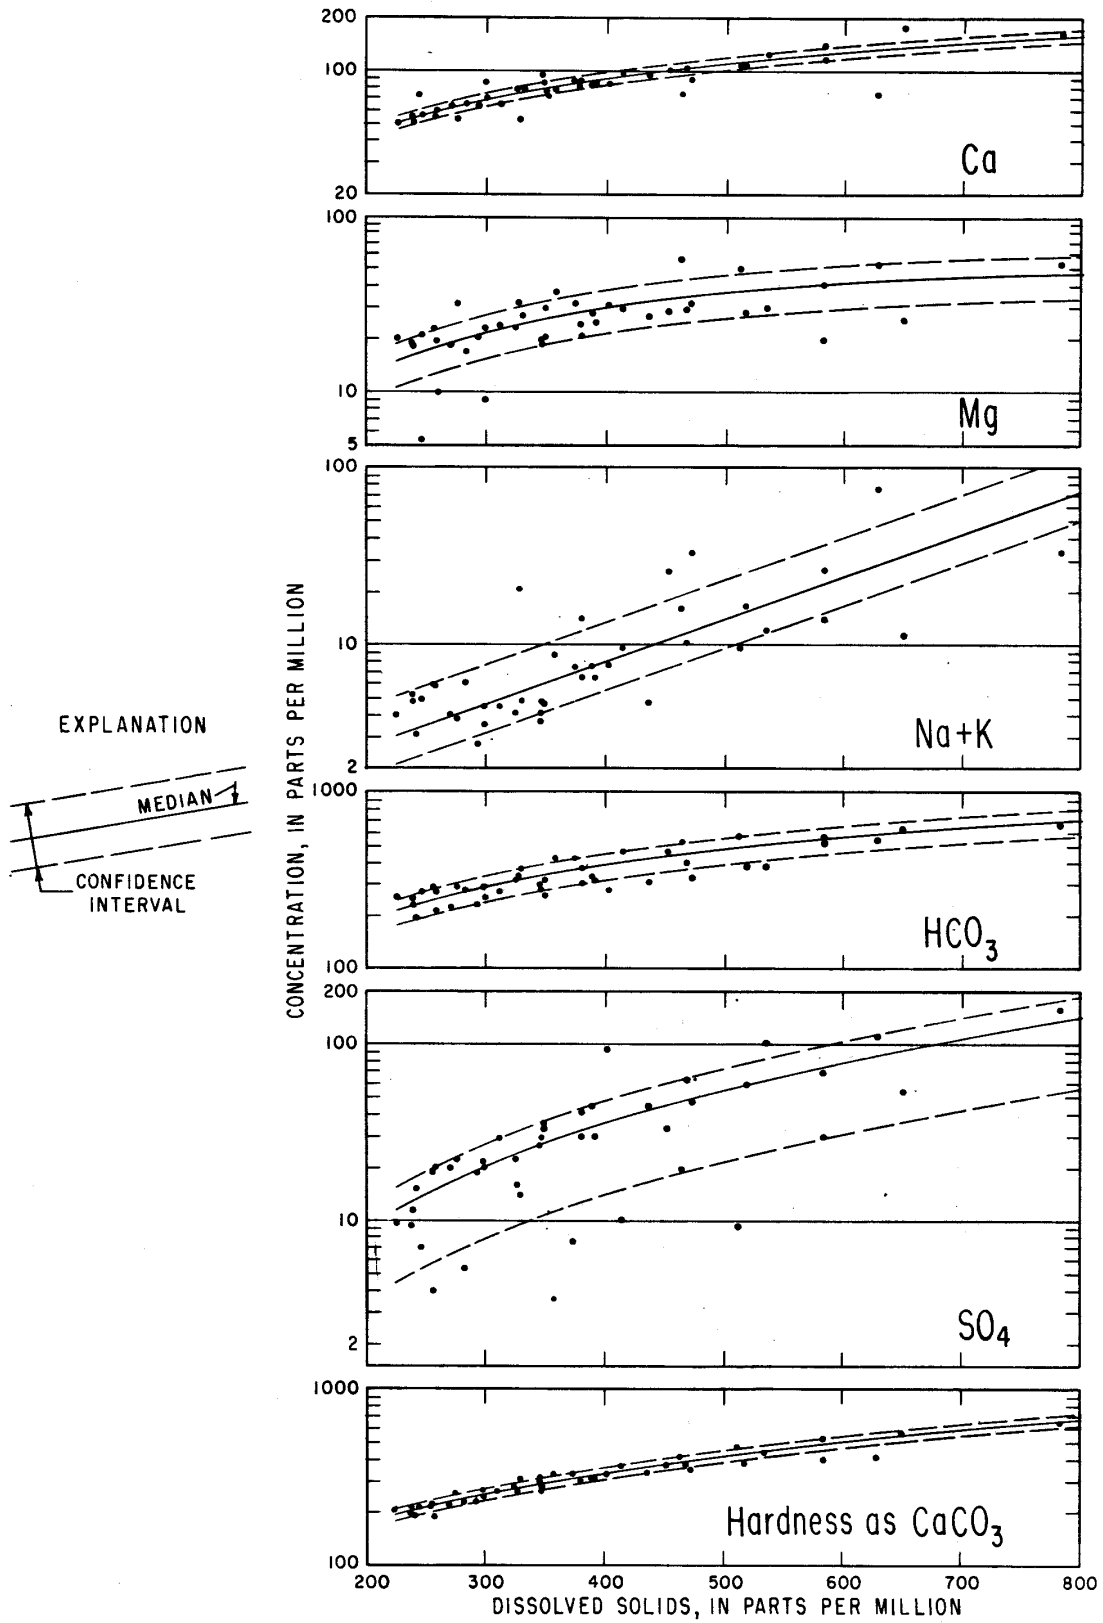 200
100
20
Ca
100
10
5
Mg
100
10
2
Na+K
1000
100
HCO3
200
100
10
2
SO4
1000
100
Hardness as CaCO3
200 300 400 500 600 700 800
DISSOLVED SOLIDS, IN PARTS PER MILLION
CONCENTRATION, IN PARTS PER MILLION
EXPLANATION
MEDIAN
CONFIDENCE
INTERVAL